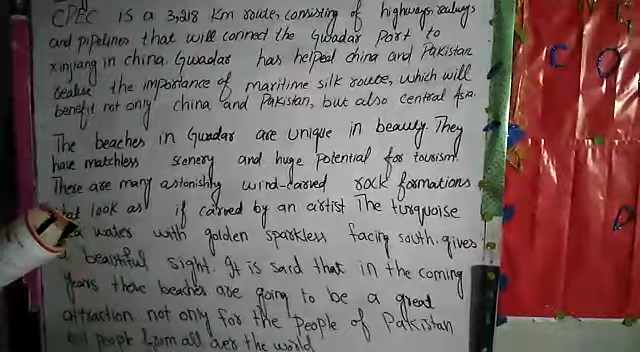 CPEC is a 3,218 Km route, consisting of highways, railways
and pipelines that will connect the Gwadar Port to
xinjiang in china. Gwadar has helped china and Pakistan
realise the importance of maritime silk route, which will
benefit not only china and Pakistan, but also central Asia.
The beaches in Gwadar are unique in beauty. They
have matchless scenery and huge Potential for tourism.
These are many astonishing wind-carved rock formations
that look as if carved by an artist The turquoise
water with golden sparkless facing south, gives
beautiful sight. It is said that in the coming
years these beaches are going to be a great
attraction not only for the people of Pakistan
but people from all over the world
C O